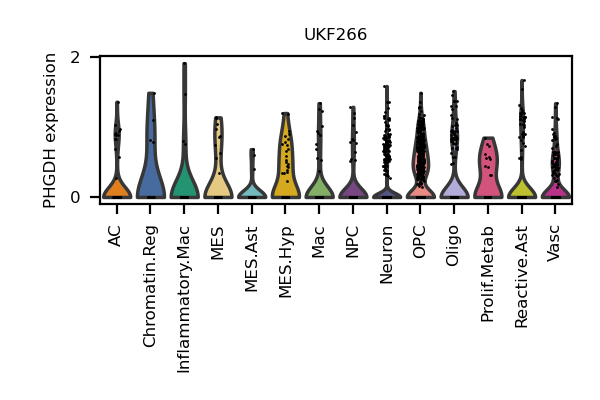 UKF266
PHGDH expression
2
0
AC
Chromatin.Reg
Inflammatory.Mac
MES
MES.Ast
MES.Hyp
Mac
NPC
Neuron
OPC
Oligo
Prolif.Metab
Reactive.Ast
Vasc